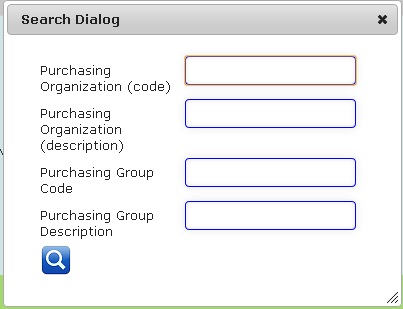 Search Dialog
Purchasing
Organization (code)
Purchasing
Organization
(description)
Purchasing Group
Code
Purchasing Group
Description